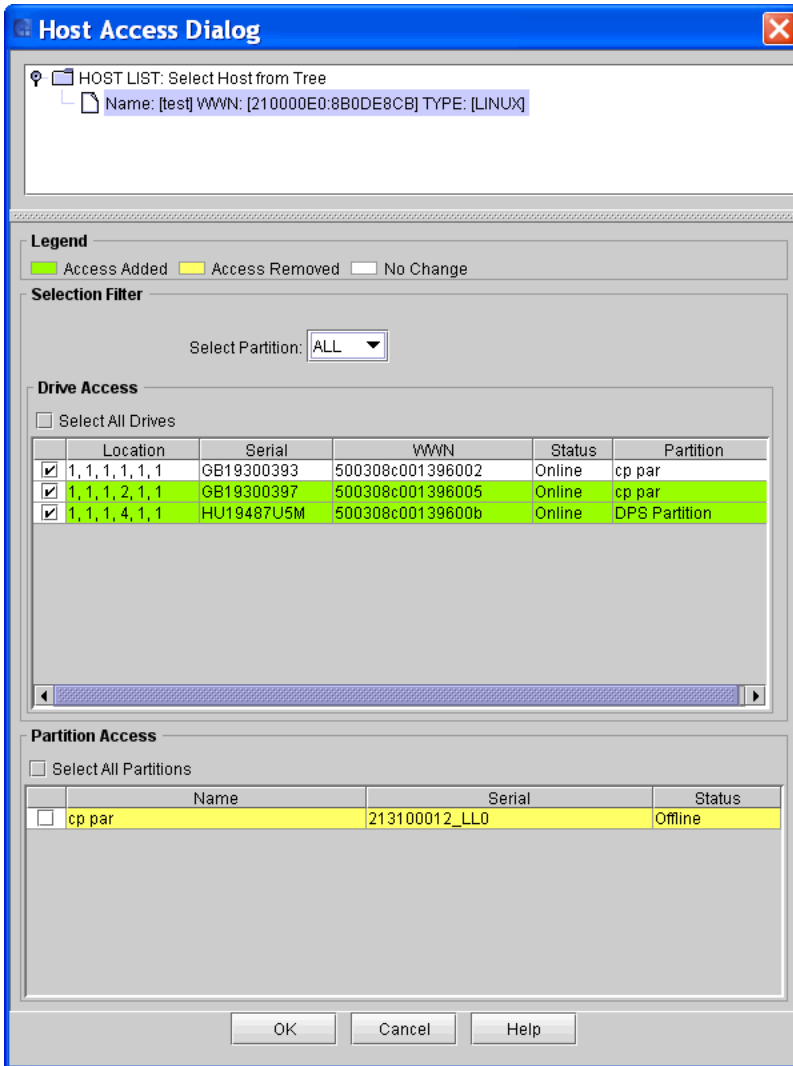 Host Access Dialog
HOST LIST: Select Host from Tree
Name: [test] WWN: [210000E0:8B0DE8CB] TYPE: [LINUX]
Legend
Access Added Access Removed No Change
Selection Filter
Select Partition: ALL
Drive Access
Select All Drives
Location Serial WWN Status Partition
1, 1, 1, 1, 1, 1 GB19300393 500308c001396002 Online cp par
1, 1, 1, 2, 1, 1 GB19300397 500308c001396005 Online cp par
1, 1, 1, 4, 1, 1 HU19487U5M 500308c00139600b Online DPS Partition
Partition Access
Select All Partitions
Name Serial Status
cp par 213100012_LL0 Offline
OK Cancel Help